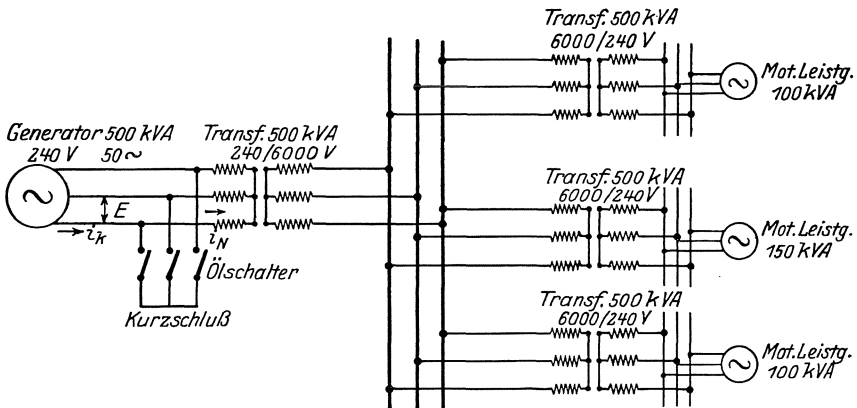 Transf. 500 kVA
6000/240 V
Mot. Leistg.
100 kVA
Generator 500 kVA
240 V 50 ~
Transf. 500 kVA
240/6000 V
E
i_K
i_N
Ölschalter
Kurzschluß
Transf. 500 kVA
6000/240 V
Mot. Leistg.
150 kVA
Transf. 500 kVA
6000/240 V
Mot. Leistg.
100 kVA